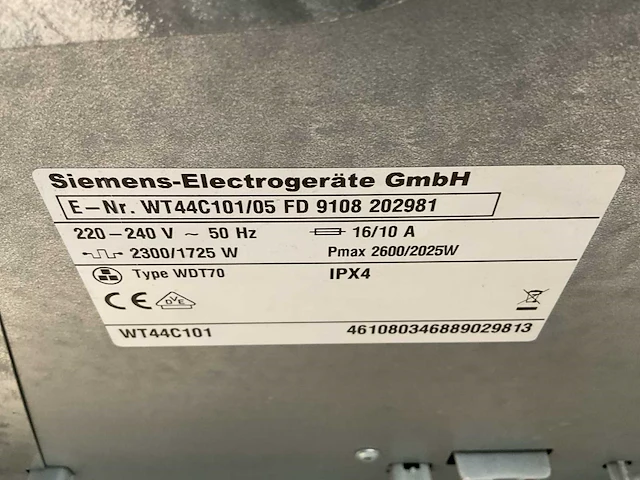 Siemens-Electrogeräte GmbH
E-Nr. WT44C101/05 FD 9108 202981
220-240 V ~ 50 Hz 16/10 A
2300/1725 W Pmax 2600/2025W
Type WDT70 IPX4
CE VDE
WT44C101 461080346889029813